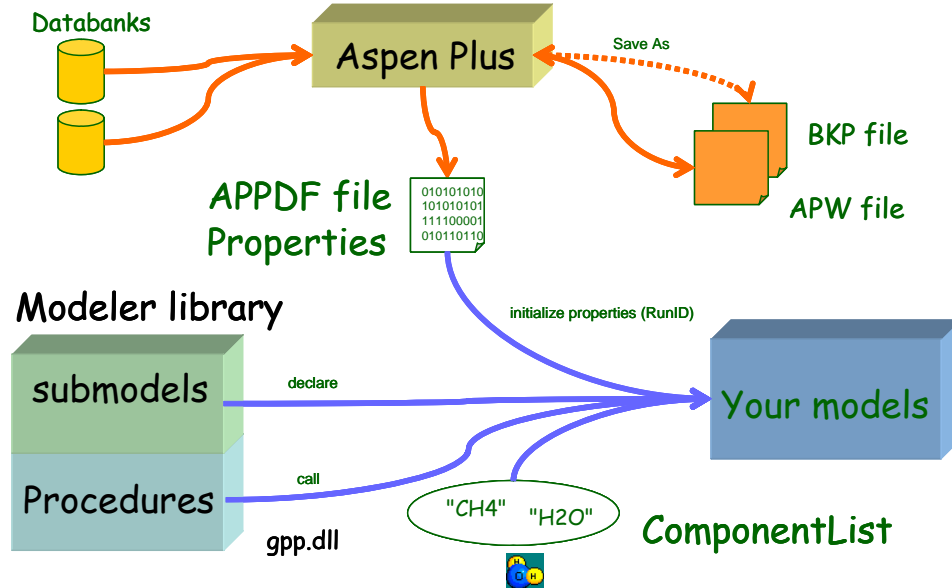 Databanks
Aspen Plus
Save As
BKP file
APW file
APPDF file
Properties
010101010
101010101
111100001
010110110
Modeler library
initialize properties (RunID)
submodels
declare
Your models
Procedures
call
gpp.dll
"CH4"
"H2O"
ComponentList
H
O
H